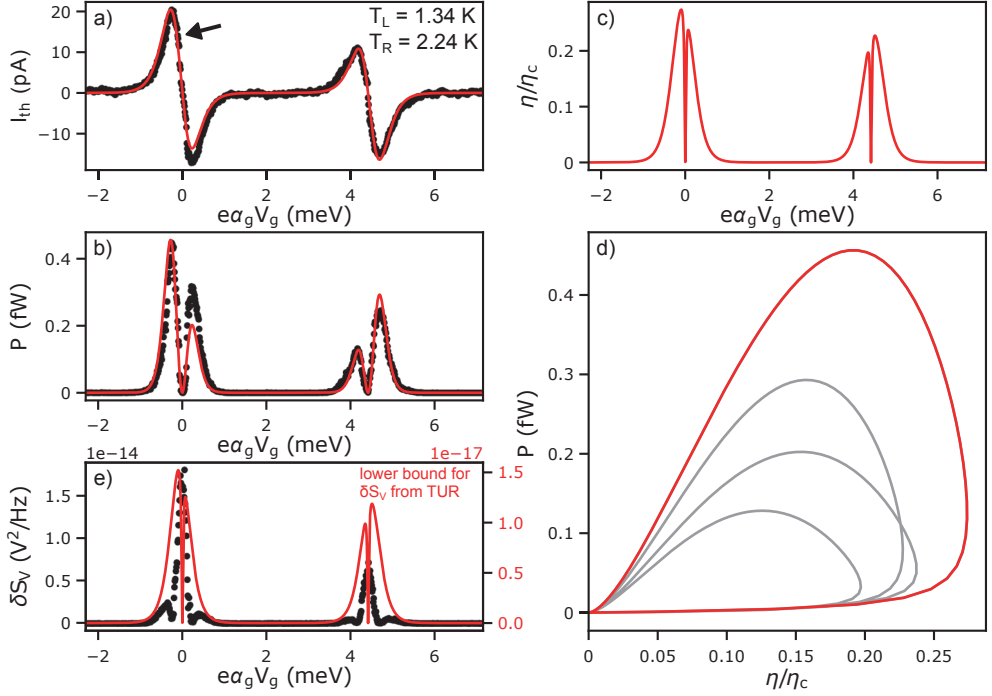 a)
T_L = 1.34 K
T_R = 2.24 K
I_th (pA)
20
10
0
−10
−2 0 2 4 6
eα_gV_g (meV)
c)
η/η_c
0.2
0.1
0
−2 0 2 4 6
eα_gV_g (meV)
b)
P (fW)
0.4
0.2
0
−2 0 2 4 6
eα_gV_g (meV)
d)
P (fW)
0.4
0.3
0.2
0.1
0
0 0.05 0.10 0.15 0.20 0.25
η/η_c
1e−14
1e−17
e)
lower bound for
δS_V from TUR
δS_V (V²/Hz)
1.5
1.0
0.5
0
1.5
1.0
0.5
0.0
−2 0 2 4 6
eα_gV_g (meV)